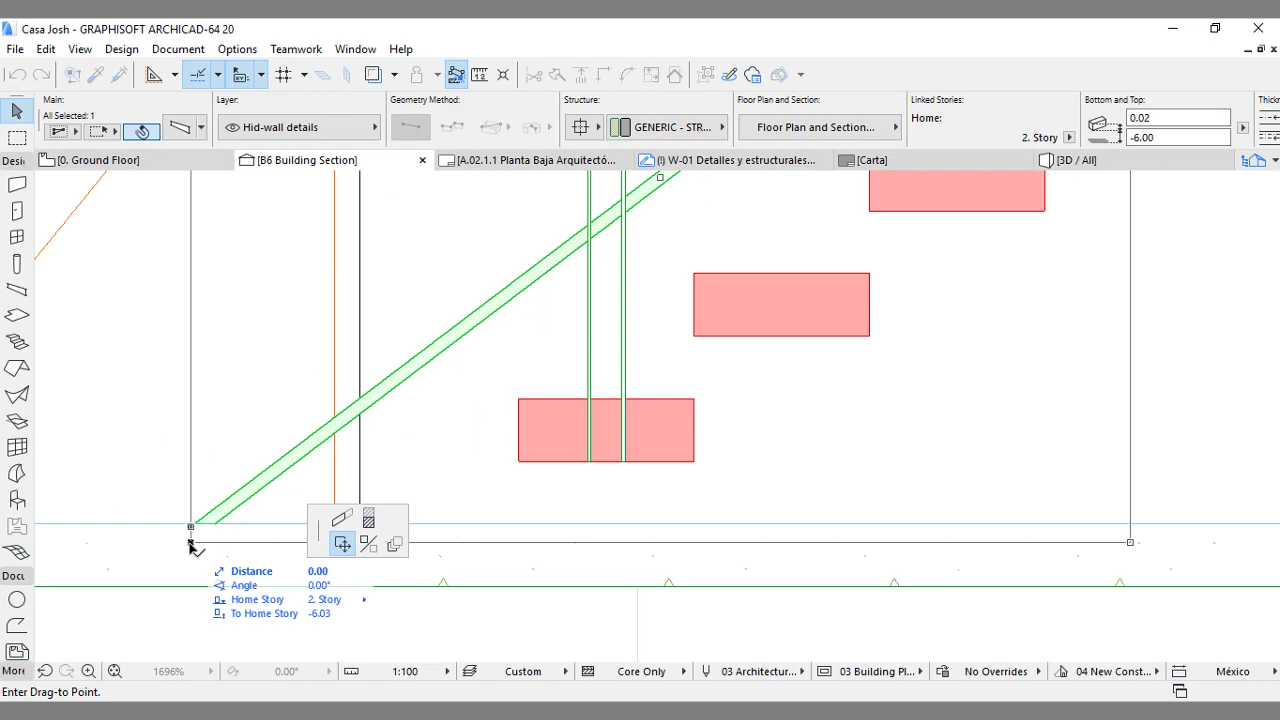 Casa Josh - GRAPHISOFT ARCHICAD-64 20
File Edit View Design Document Options Teamwork Window Help
Main:
All Selected: 1
Layer:
Hid-wall details
Geometry Method:
Structure:
GENERIC - STR...
Floor Plan and Section:
Floor Plan and Section...
Linked Stories:
Home:
2. Story
Bottom and Top:
0.02
-6.00
Thick
Desi
[0. Ground Floor]
[B6 Building Section]
[A.02.1.1 Planta Baja Arquitectó...
(!) W-01 Detalles y estructurales...
[Carta]
[3D / All]
Distance 0.00
Angle 0.00°
Home Story 2. Story
To Home Story -6.03
Docu
More
1696%
0.00°
1:100
Custom
Core Only
03 Architectur...
03 Building Pl...
No Overrides
04 New Const...
México
Enter Drag-to Point.